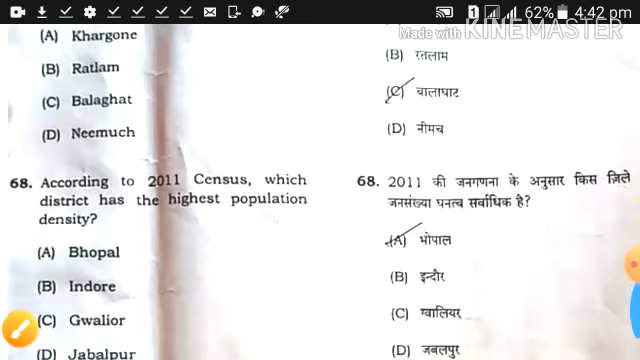 62% 4:42 pm
Made with KINEMASTER
(A) Khargone
(B) Ratlam
(C) Balaghat
(D) Neemuch
68. According to 2011 Census, which
district has the highest population
density?
(A) Bhopal
(B) Indore
(C) Gwalior
(D) Jabalpur
(B) रतलाम
(C) बालाघाट
(D) नीमच
68. 2011 की जनगणना के अनुसार किस ज़िले
जनसंख्या घनत्व सर्वाधिक है?
(A) भोपाल
(B) इन्दौर
(C) ग्वालियर
(D) जबलपुर